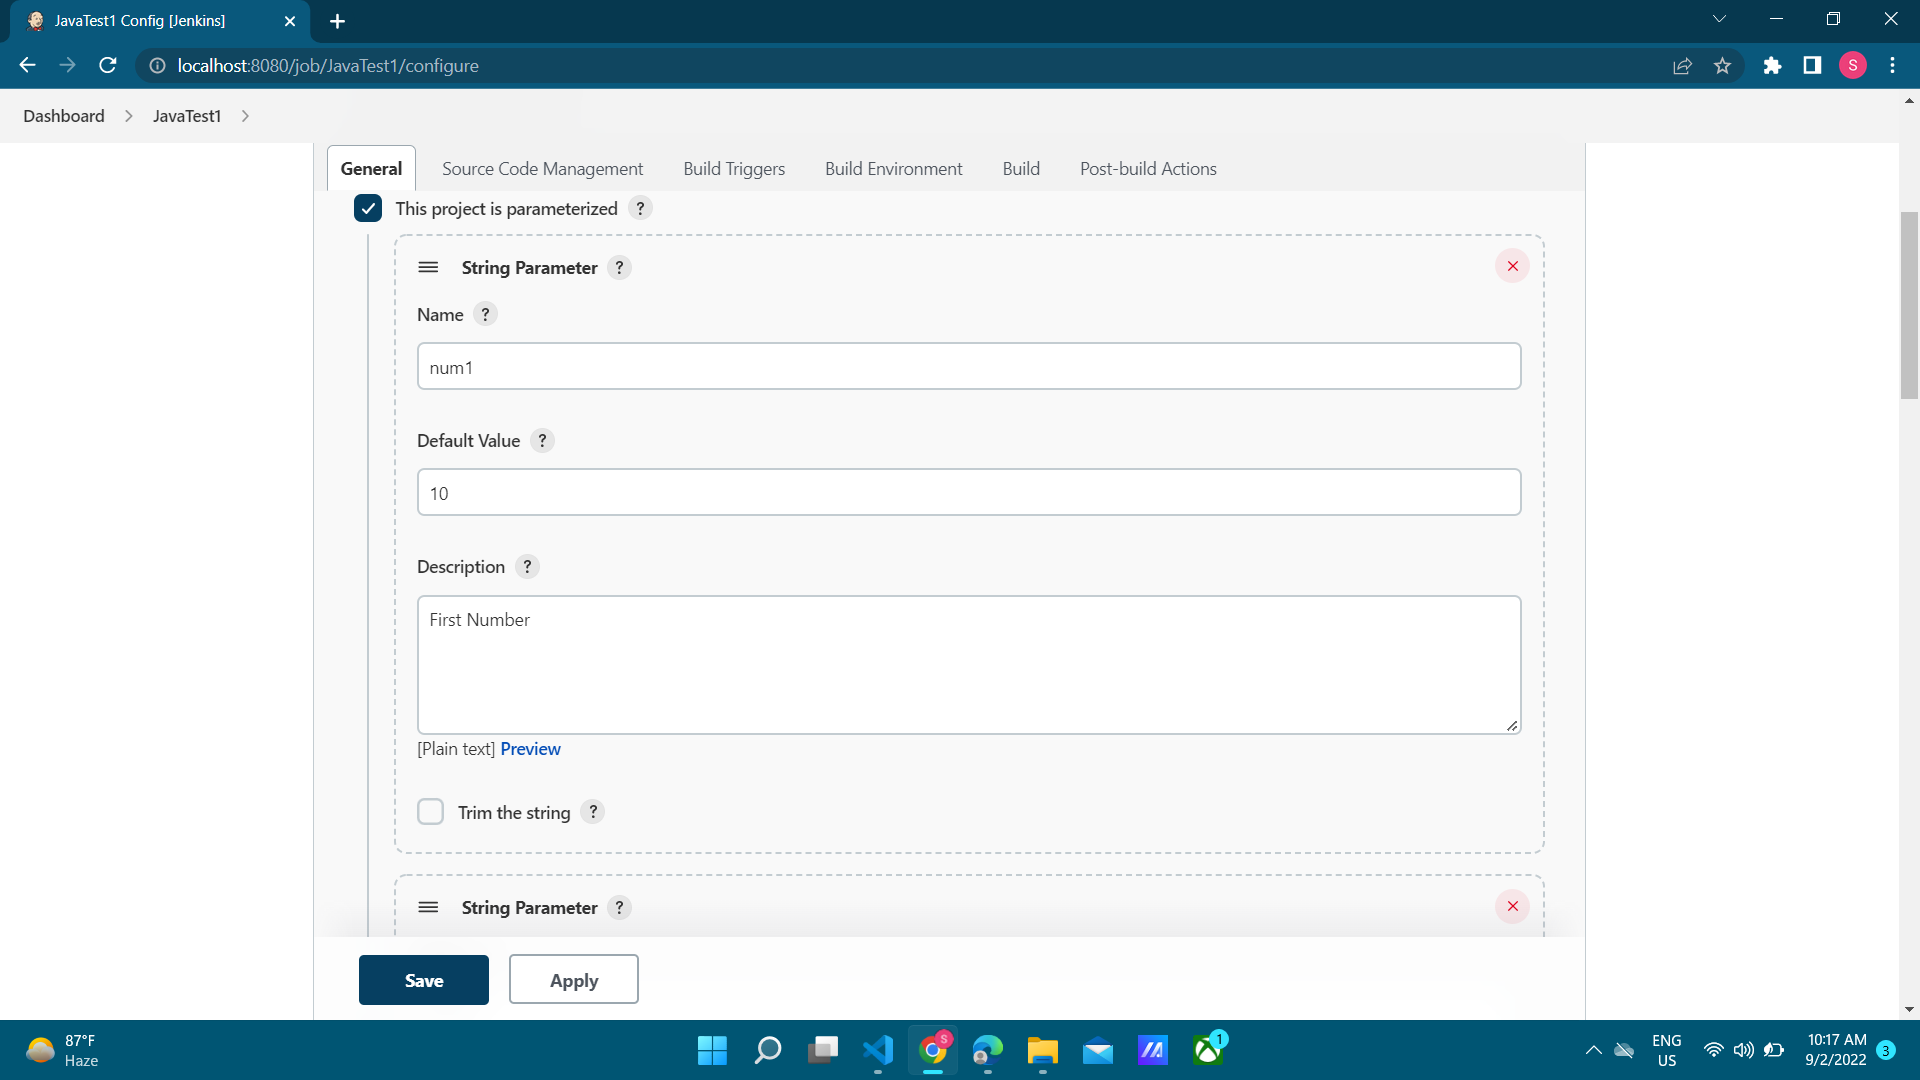 JavaTest1 Config [Jenkins]
localhost:8080/job/JavaTest1/configure
S
Dashboard
JavaTest1
General
Source Code Management
Build Triggers
Build Environment
Build
Post-build Actions
This project is parameterized ?
String Parameter ?
Name ?
num1
Default Value ?
10
Description ?
First Number
[Plain text] Preview
Trim the string ?
String Parameter ?
Save
Apply
87°F
Haze
S
1
ENG
US
10:17 AM
9/2/2022
3